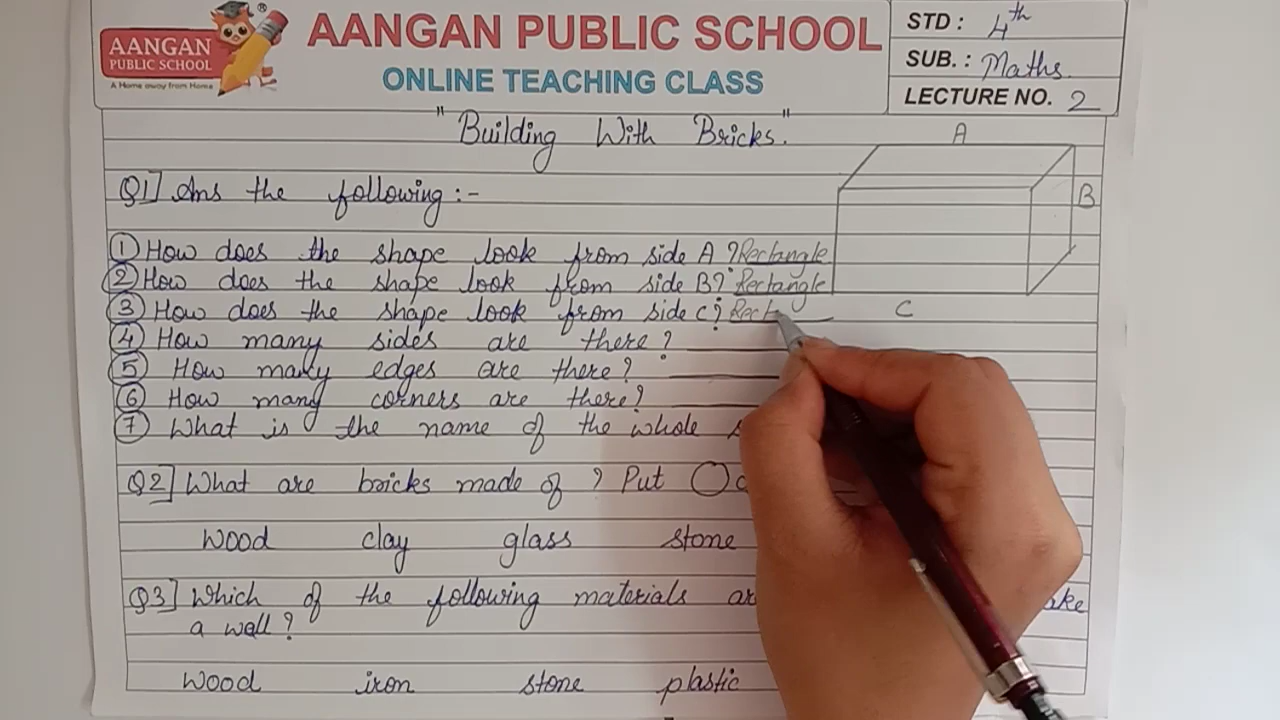 AANGAN
PUBLIC SCHOOL
A Home away from Home
®
AANGAN PUBLIC SCHOOL
ONLINE TEACHING CLASS
STD : 4th
SUB. : Maths.
LECTURE NO. 2
"Building With Bricks."
A
B
C
Q1] Ans the following :-
1 How does the shape look from side A ? Rectangle
2 How does the shape look from side B? Rectangle
3 How does the shape look from side C? Rect
4 How many sides are there ?
5 How many edges are there ?
6 How many corners are there?
7 What is the name of the whole
Q2] What are bricks made of ? Put
wood clay glass stone
Q3] Which of the following materials
a wall ?
wood iron stone plastic